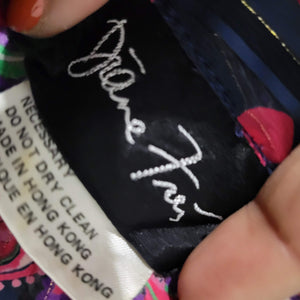 Diane Freis
NECESSARY
DO NOT DRY CLEAN
MADE IN HONG KONG
QUE EN HONG KONG